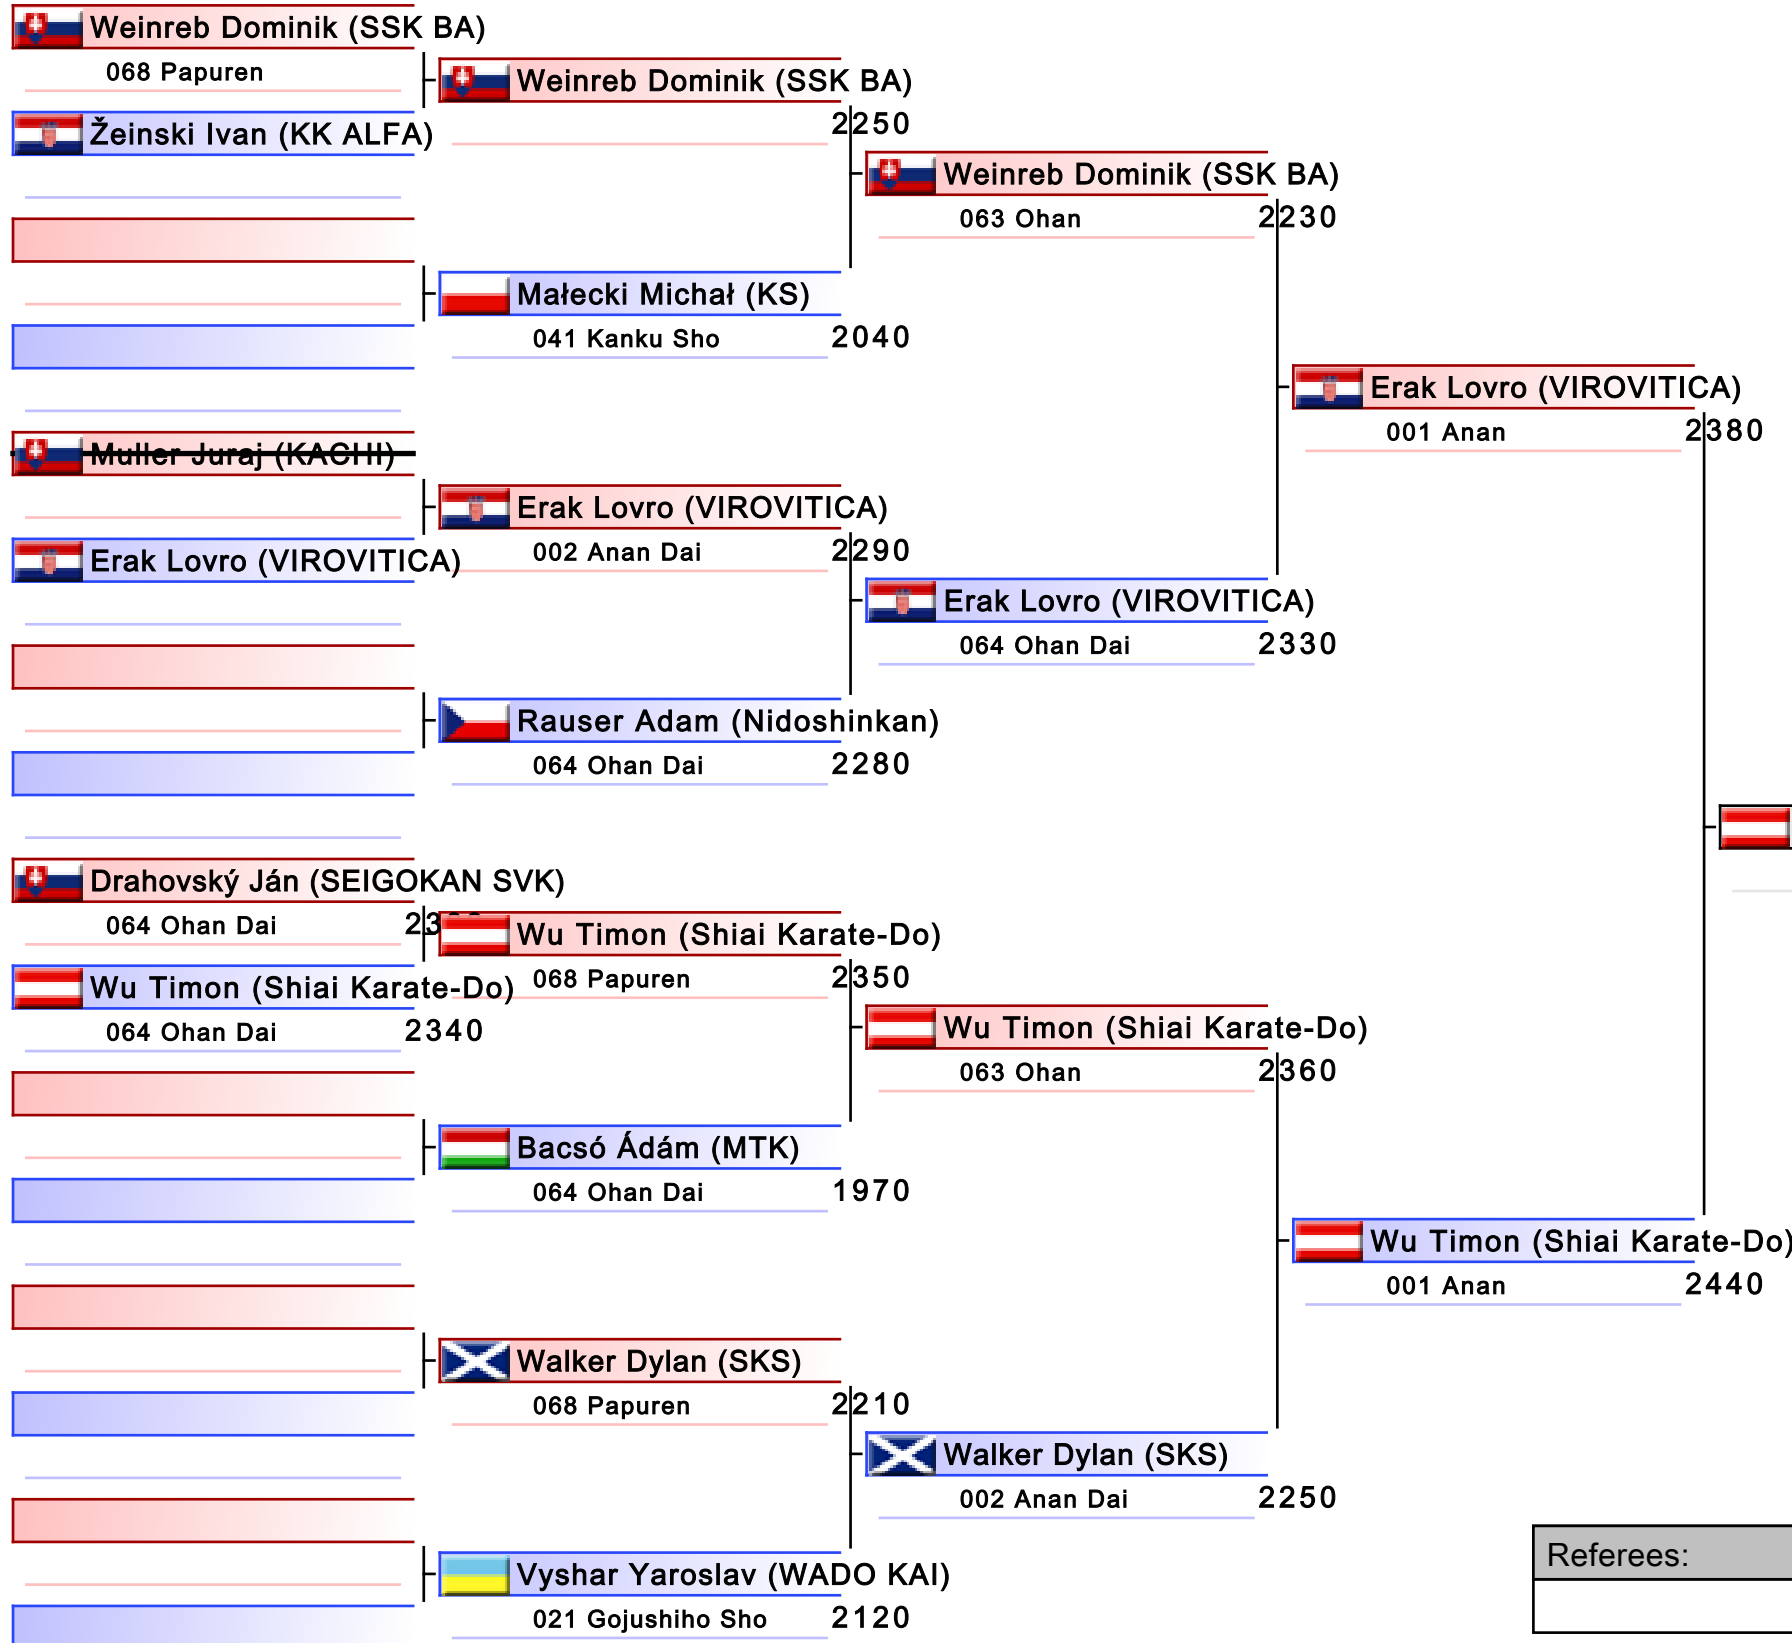 Weinreb Dominik (SSK BA)
068 Papuren
Žeinski Ivan (KK ALFA)
Muller Juraj (KACHI)
Erak Lovro (VIROVITICA)
Drahovský Ján (SEIGOKAN SVK)
064 Ohan Dai
Wu Timon (Shiai Karate-Do)
064 Ohan Dai 2340
Weinreb Dominik (SSK BA)
2250
Małecki Michał (KS)
041 Kanku Sho 2040
Erak Lovro (VIROVITICA)
002 Anan Dai 2290
Rauser Adam (Nidoshinkan)
064 Ohan Dai 2280
Wu Timon (Shiai Karate-Do)
068 Papuren 2350
Bacsó Ádám (MTK)
064 Ohan Dai 1970
Walker Dylan (SKS)
068 Papuren 2210
Vyshar Yaroslav (WADO KAI)
021 Gojushiho Sho 2120
Weinreb Dominik (SSK BA)
063 Ohan 2230
Erak Lovro (VIROVITICA)
064 Ohan Dai 2330
Wu Timon (Shiai Karate-Do)
063 Ohan 2360
Walker Dylan (SKS)
002 Anan Dai 2250
Erak Lovro (VIROVITICA)
001 Anan 2380
Wu Timon (Shiai Karate-Do)
001 Anan 2440
Referees: